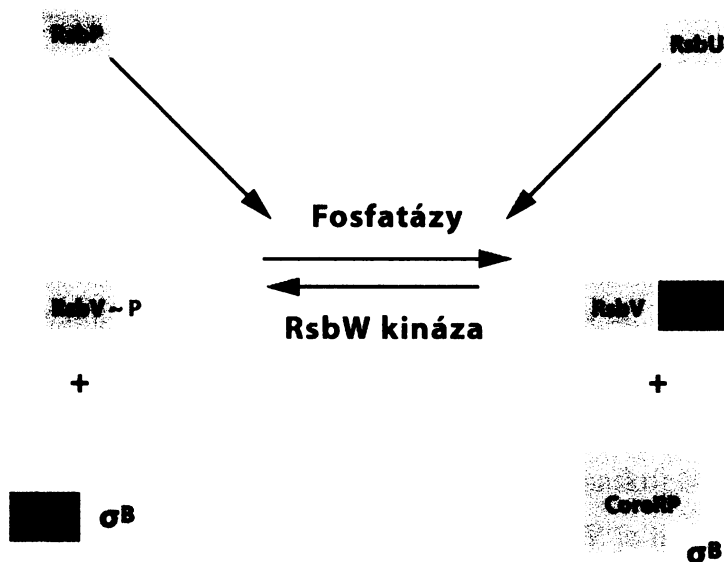 RsbP
RsbU
Fosfatázy
RsbV ~ P
RsbV
RsbW kináza
+
+
CoreRP
σB
σB